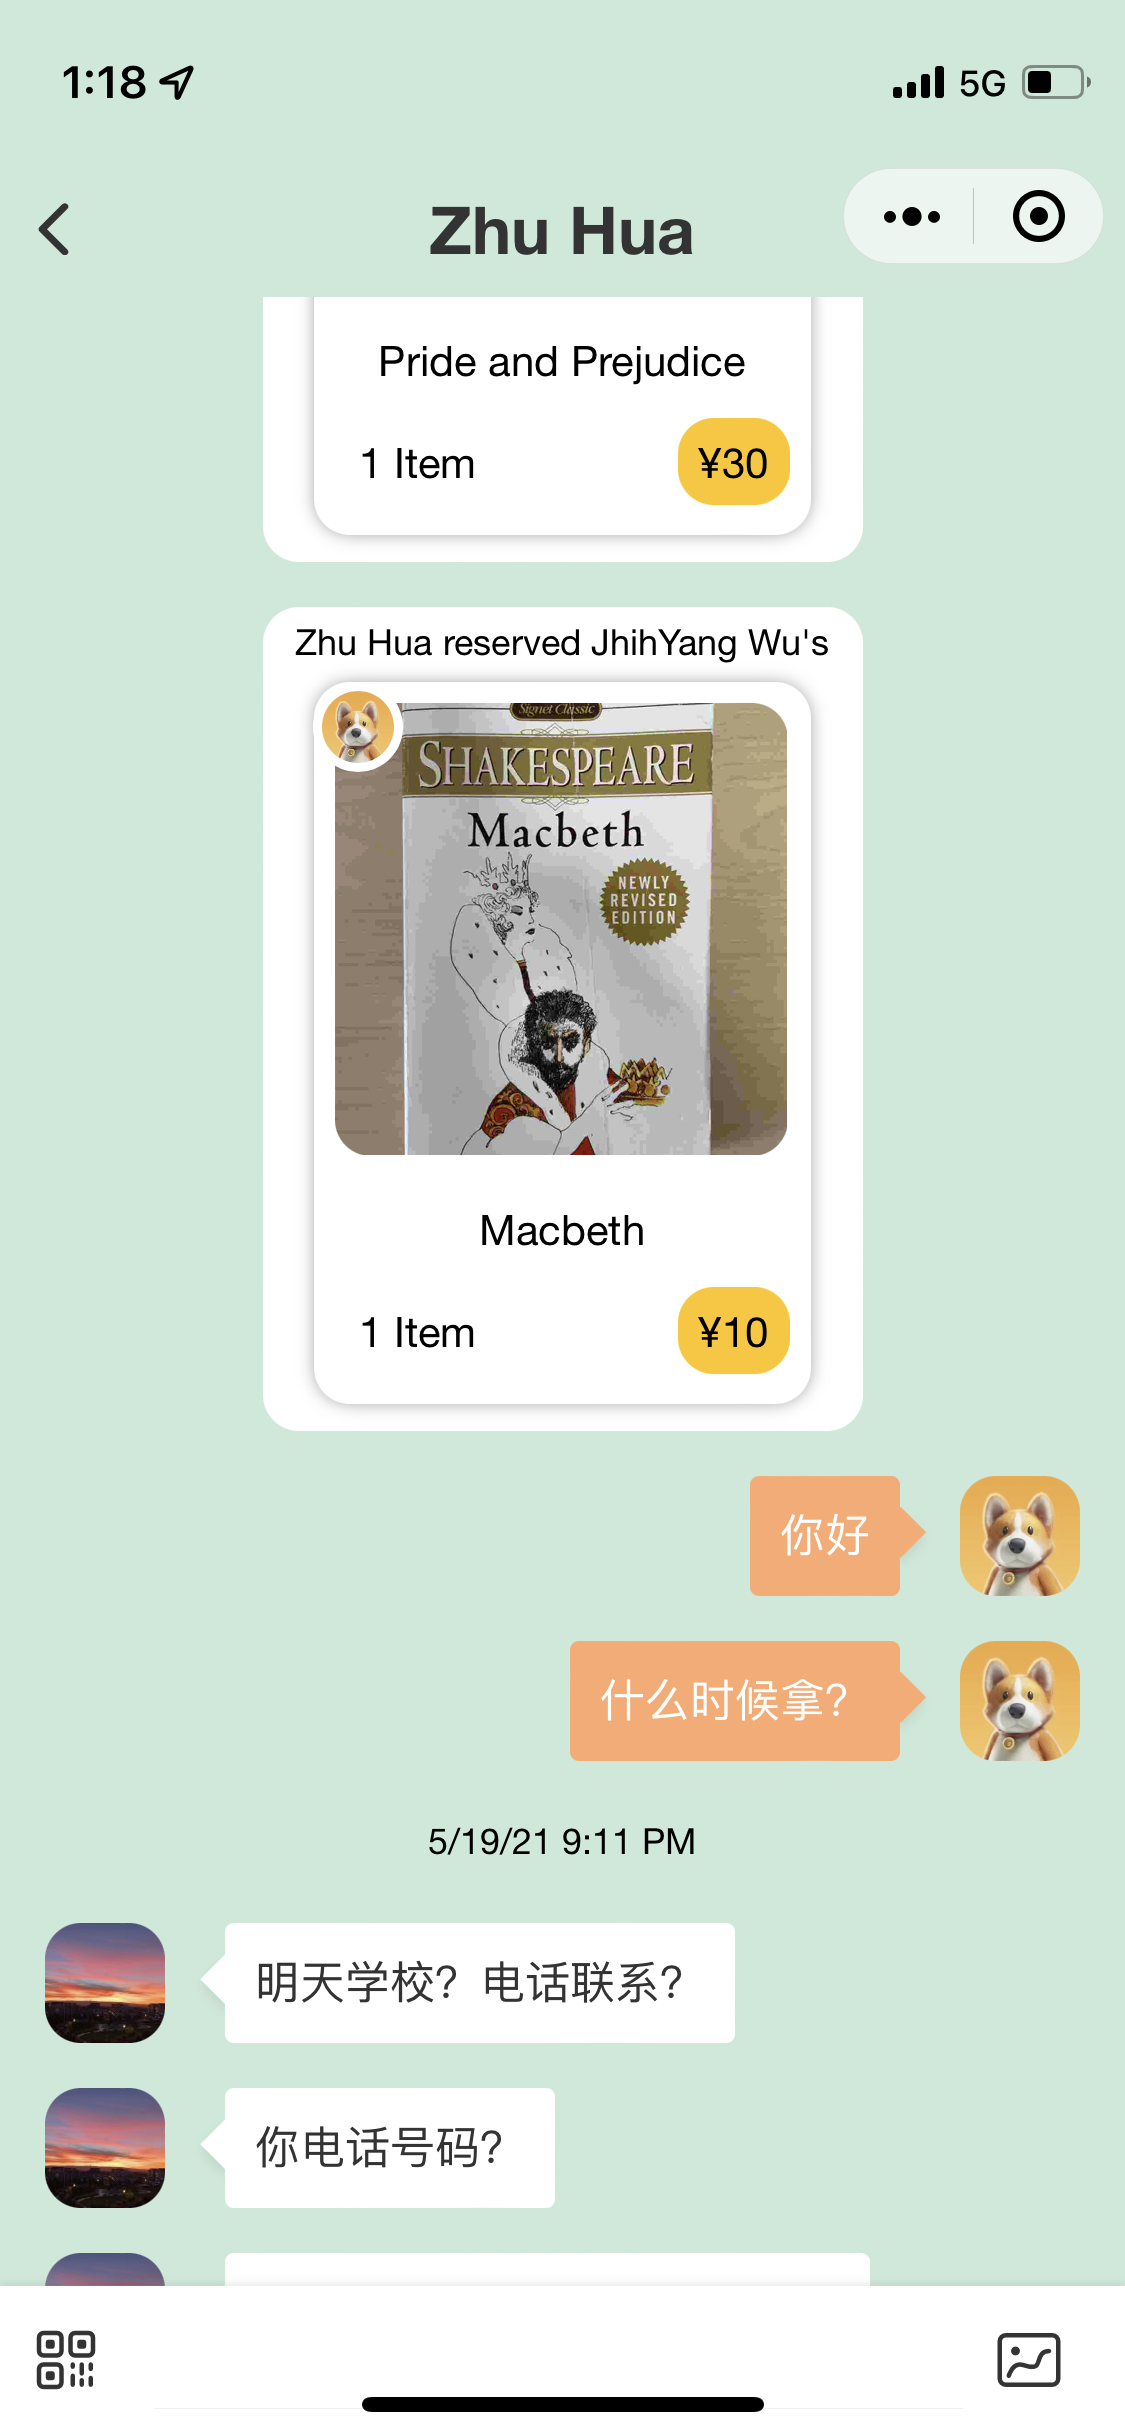 1:18
5G
Zhu Hua
Pride and Prejudice
1 Item
¥30
Zhu Hua reserved JhihYang Wu's
Signet Classic
SHAKESPEARE
Macbeth
NEWLY
REVISED
EDITION
Macbeth
1 Item
¥10
你好
什么时候拿？
5/19/21 9:11 PM
明天学校？电话联系？
你电话号码？